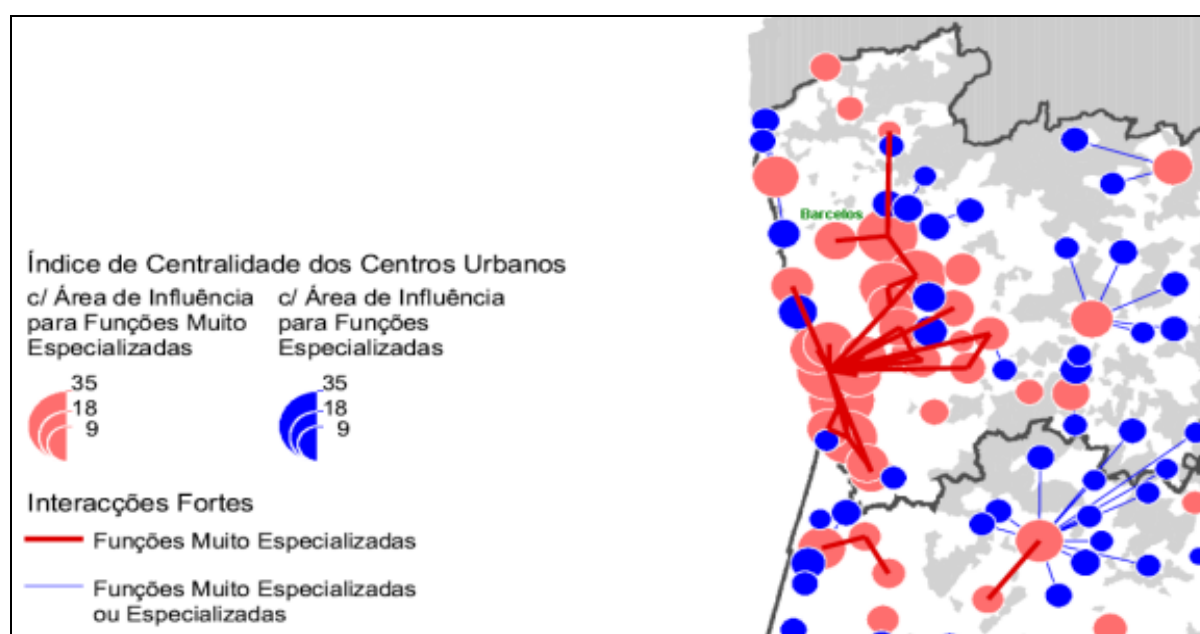 Barcelos
Índice de Centralidade dos Centros Urbanos
c/ Área de Influência
para Funções Muito
Especializadas
c/ Área de Influência
para Funções
Especializadas
35
18
9
35
18
9
Interacções Fortes
Funções Muito Especializadas
Funções Muito Especializadas
ou Especializadas